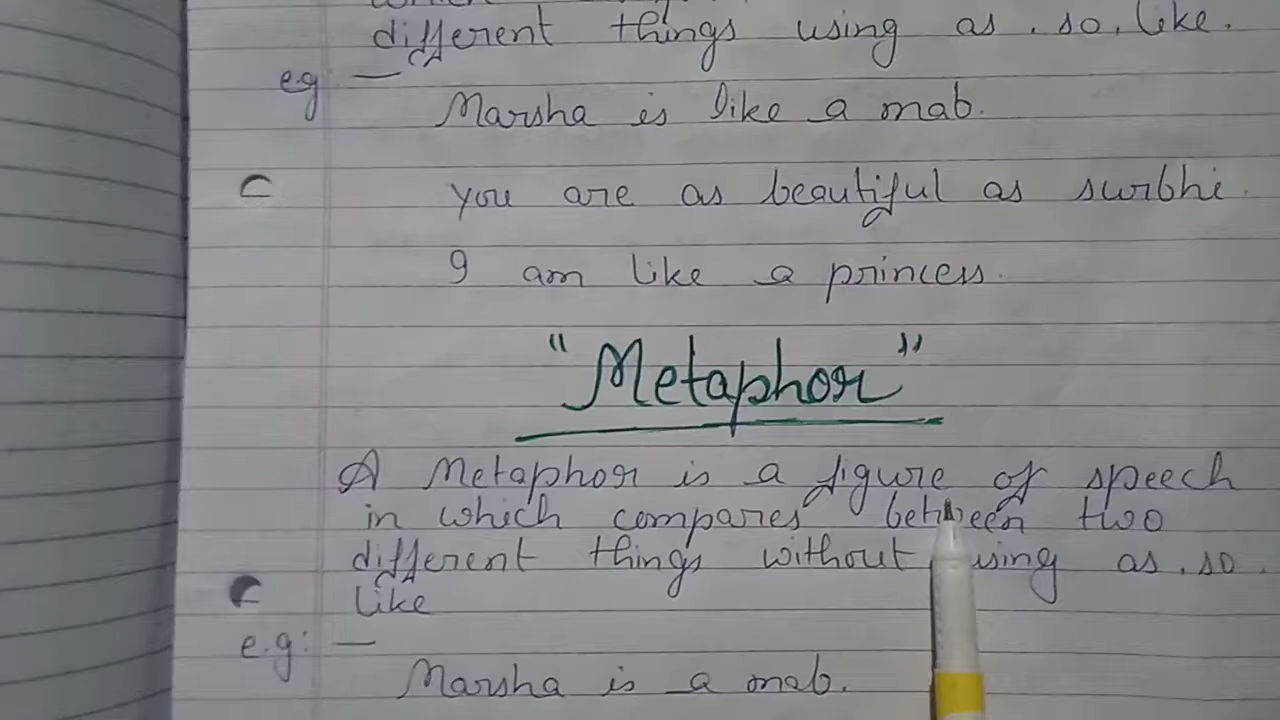 different things using as, so, like.
eg —
Marsha is like a mab.
you are as beautiful as surbhi.
I am like a princess.
"Metaphor"
A Metaphor is a figure of speech
in which compares between two
different things without using as, so,
like
e.g: —
Marsha is a mab.